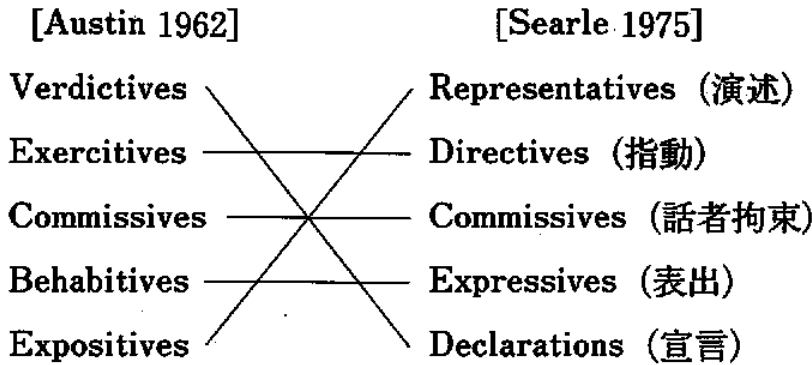 [Austin 1962] [Searle 1975]
Verdictives Representatives (演述)
Exercitives Directives (指動)
Commissives Commissives (話者拘束)
Behabitives Expressives (表出)
Expositives Declarations (宣言)